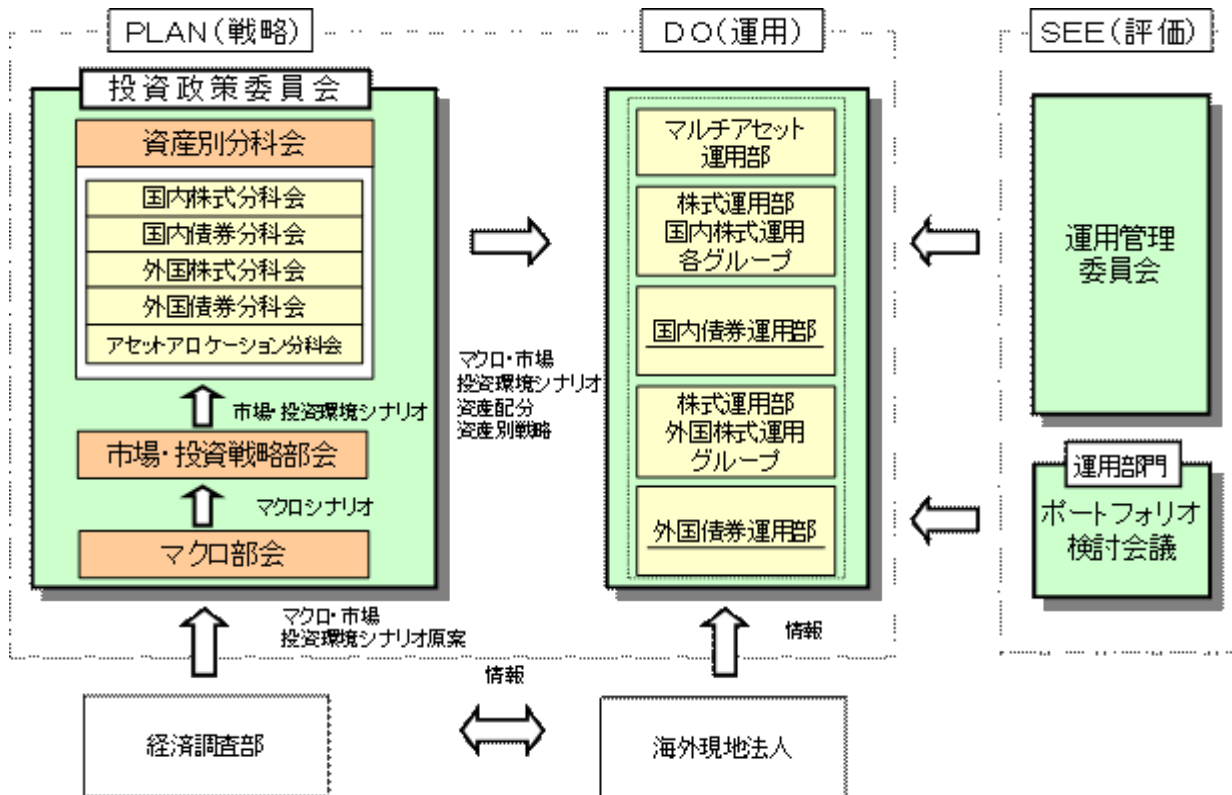 PLAN(戦略)
投資政策委員会
資産別分科会
国内株式分科会
国内債券分科会
外国株式分科会
外国債券分科会
アセットアロケーション分科会
市場・投資環境シナリオ
市場・投資戦略部会
マクロシナリオ
マクロ部会
マクロ・市場
投資環境シナリオ原案
経済調査部
マクロ・市場
投資環境シナリオ
資産配分
資産別戦略
情報
DO(運用)
マルチアセット
運用部
株式運用部
国内株式運用
各グループ
国内債券運用部
株式運用部
外国株式運用
グループ
外国債券運用部
情報
海外現地法人
SEE(評価)
運用管理
委員会
運用部門
ポートフォリオ
検討会議